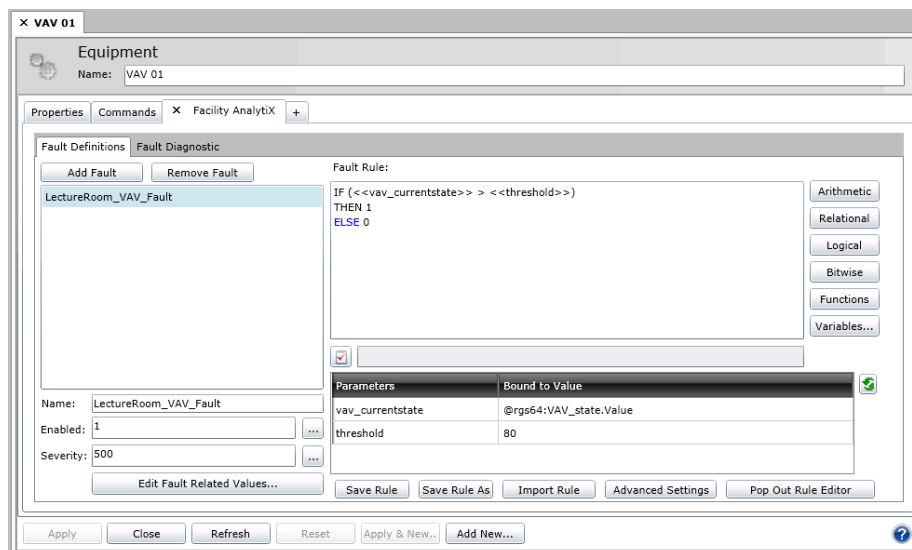 × VAV 01
Equipment
Name: VAV 01
Properties Commands × Facility AnalytiX +
Fault Definitions Fault Diagnostic
Add Fault Remove Fault
LectureRoom_VAV_Fault
Fault Rule:
IF (<<vav_currentstate>> > <<threshold>>)
THEN 1
ELSE 0
Arithmetic
Relational
Logical
Bitwise
Functions
Variables...
Parameters Bound to Value
vav_currentstate @rgs64:VAV_state.Value
threshold 80
Name: LectureRoom_VAV_Fault
Enabled: 1 ...
Severity: 500 ...
Edit Fault Related Values...
Save Rule Save Rule As Import Rule Advanced Settings Pop Out Rule Editor
Apply Close Refresh Reset Apply & New.. Add New... ?